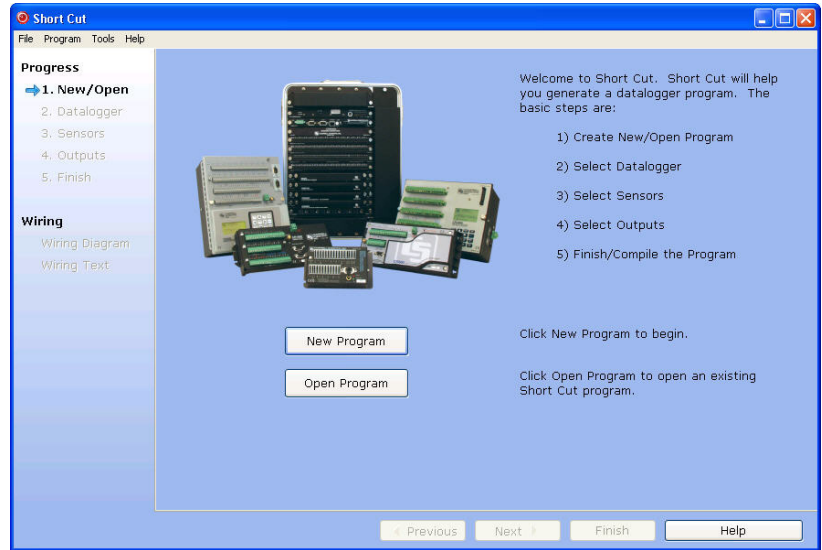 Short Cut
File Program Tools Help
Progress
1. New/Open
2. Datalogger
3. Sensors
4. Outputs
5. Finish
Wiring
Wiring Diagram
Wiring Text
Welcome to Short Cut. Short Cut will help
you generate a datalogger program. The
basic steps are:
1) Create New/Open Program
2) Select Datalogger
3) Select Sensors
4) Select Outputs
5) Finish/Compile the Program
New Program
Click New Program to begin.
Open Program
Click Open Program to open an existing
Short Cut program.
Previous
Next
Finish
Help